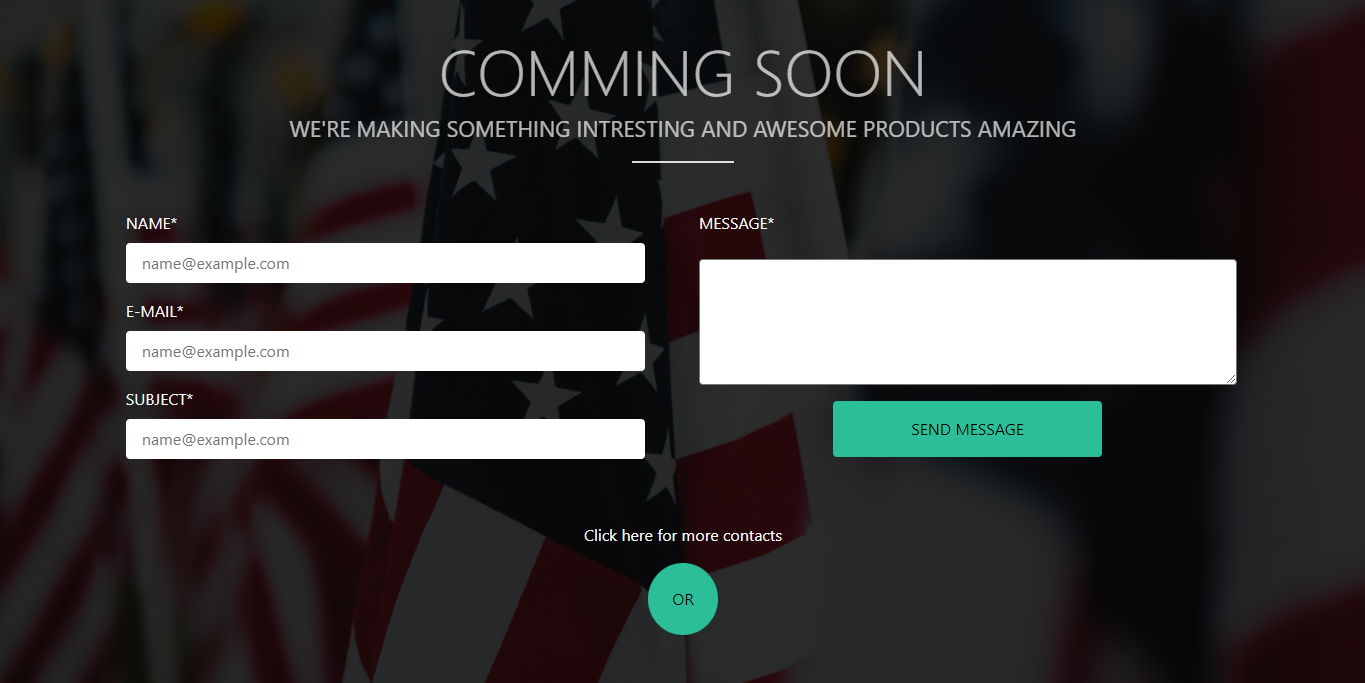 COMMING SOON
WE'RE MAKING SOMETHING INTRESTING AND AWESOME PRODUCTS AMAZING
NAME*
name@example.com
E-MAIL*
name@example.com
SUBJECT*
name@example.com
MESSAGE*
SEND MESSAGE
Click here for more contacts
OR